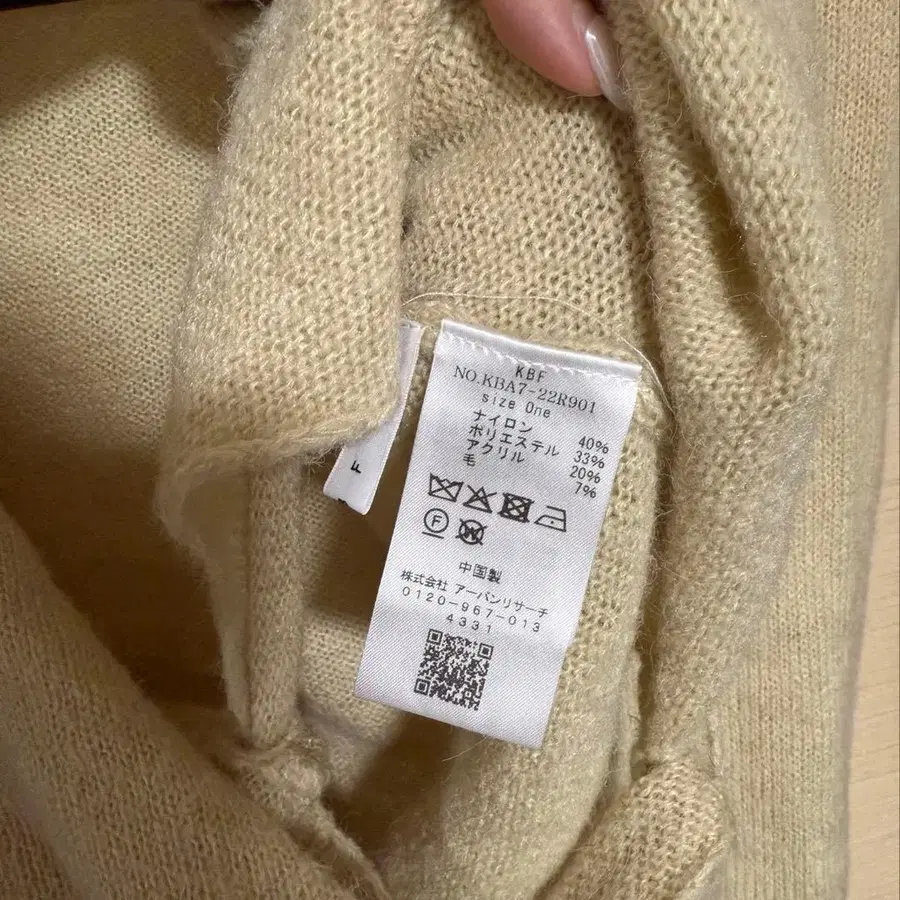 KBF
NO.KBA7-22R901
size One
ナイロン 40%
ポリエステル 33%
アクリル 20%
毛 7%
F
W
中国製
株式会社 アーバンリサーチ
0120-967-013
4331
F